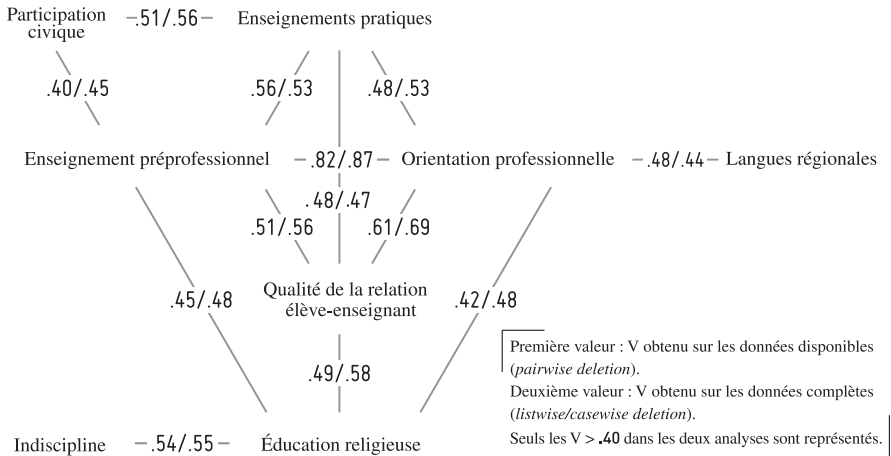 Participation
civique
.51/.56
Enseignements pratiques
.40/.45
.56/.53
.48/.53
Enseignement préprofessionnel
.82/.87
Orientation professionnelle
.48/.44
Langues régionales
.48/.47
.51/.56
.61/.69
Qualité de la relation
élève-enseignant
.45/.48
.42/.48
.49/.58
Première valeur : V obtenu sur les données disponibles
(pairwise deletion).
Deuxième valeur : V obtenu sur les données complètes
(listwise/casewise deletion).
Seuls les V > .40 dans les deux analyses sont représentés.
Indiscipline
.54/.55
Éducation religieuse